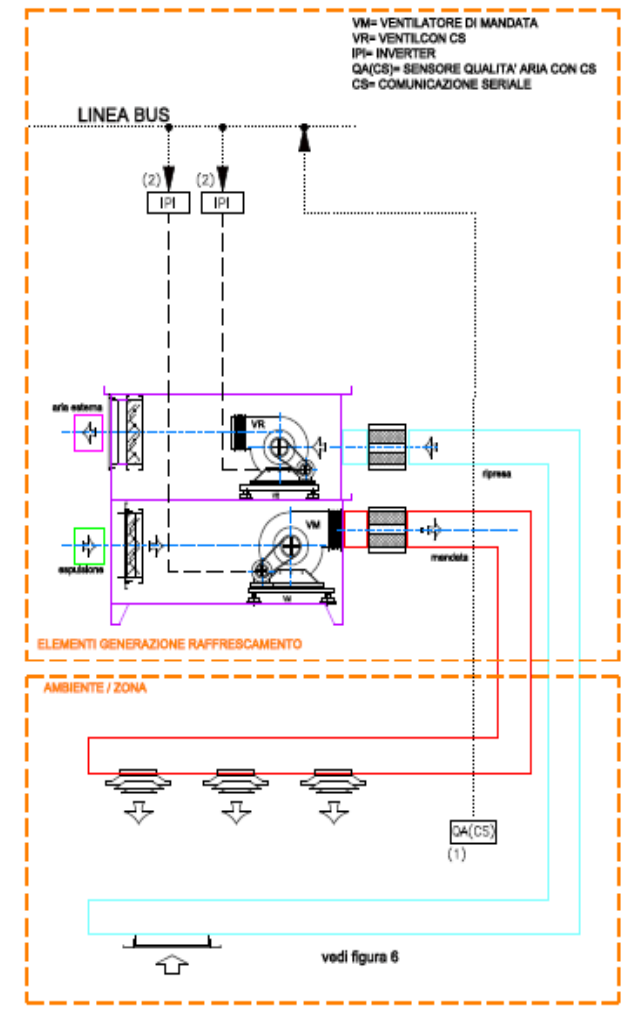 VM= VENTILATORE DI MANDATA
VR= VENTILCON CS
IPI= INVERTER
QA(CS)= SENSORE QUALITA' ARIA CON CS
CS= COMUNICAZIONE SERIALE
LINEA BUS
(2) (2)
IPI IPI
aria esterna
VR
ripresa
VM
mandata
espulsione
ELEMENTI GENERAZIONE RAFFRESCAMENTO
AMBIENTE / ZONA
QA(CS)
(1)
vedi figura 6